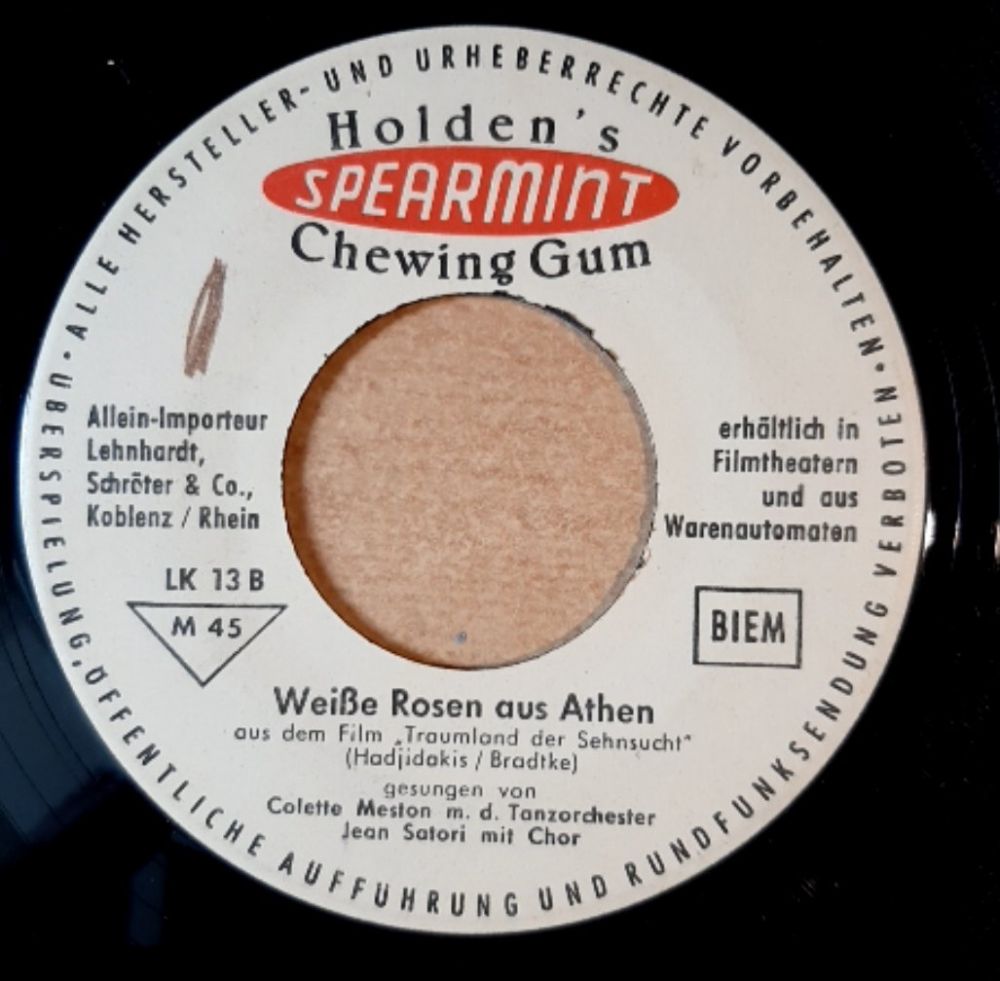 ALLE HERSTELLER- UND URHEBERRECHTE VORBEHALTEN · ÜBERSPIELUNG, ÖFFENTLICHE AUFFÜHRUNG UND RUNDFUNKSENDUNG VERBOTEN ·
Holden's
SPEARMINT
Chewing Gum
Allein-Importeur
Lehnhardt,
Schröter & Co.,
Koblenz / Rhein
erhältlich in
Filmtheatern
und aus
Warenautomaten
LK 13 B
M 45
BIEM
Weiße Rosen aus Athen
aus dem Film „Traumland der Sehnsucht"
(Hadjidakis / Bradtke)
gesungen von
Colette Meston m. d. Tanzorchester
Jean Satori mit Chor